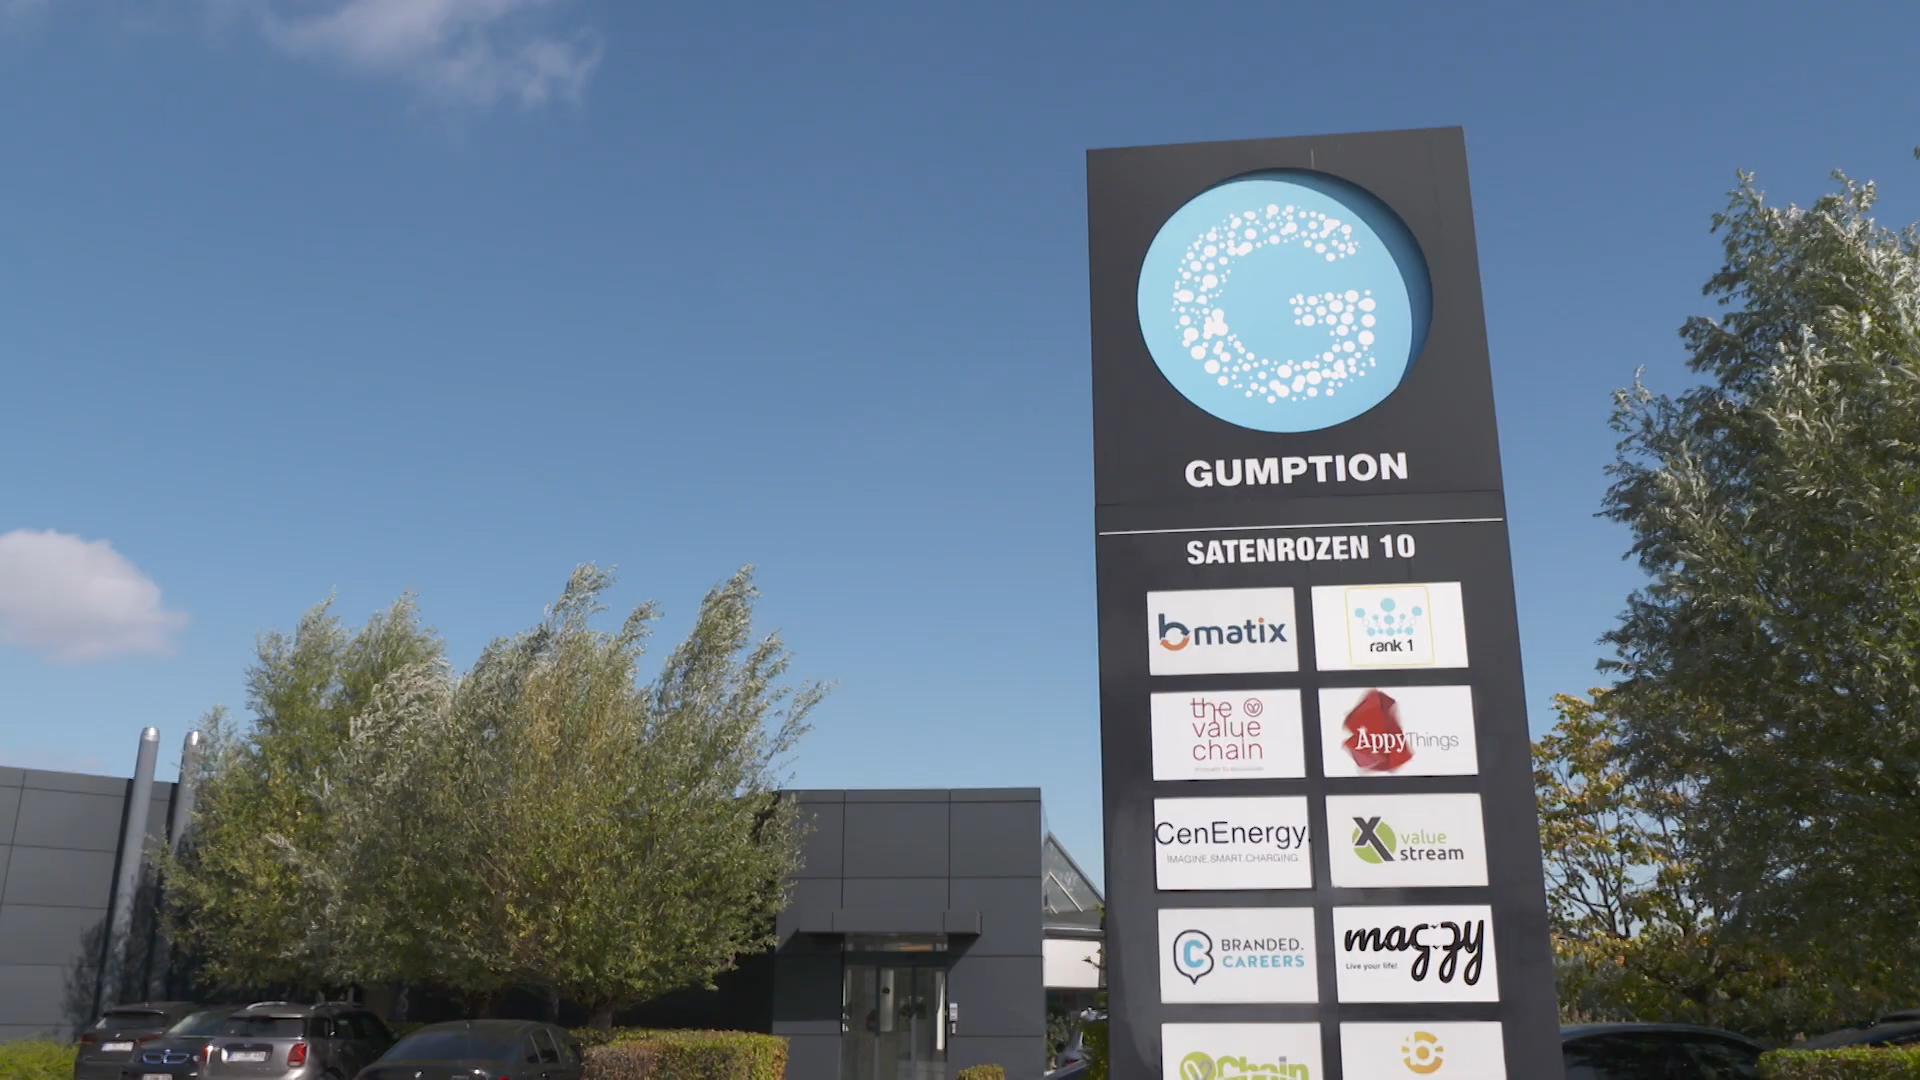 GUMPTION
SATENROZEN 10
bmatix
rank 1
the
value
chain
AppyThings
CenEnergy.
IMAGINE.SMART.CHARGING.
value
stream
BRANDED.
CAREERS
maggy
Live your life!
Chain